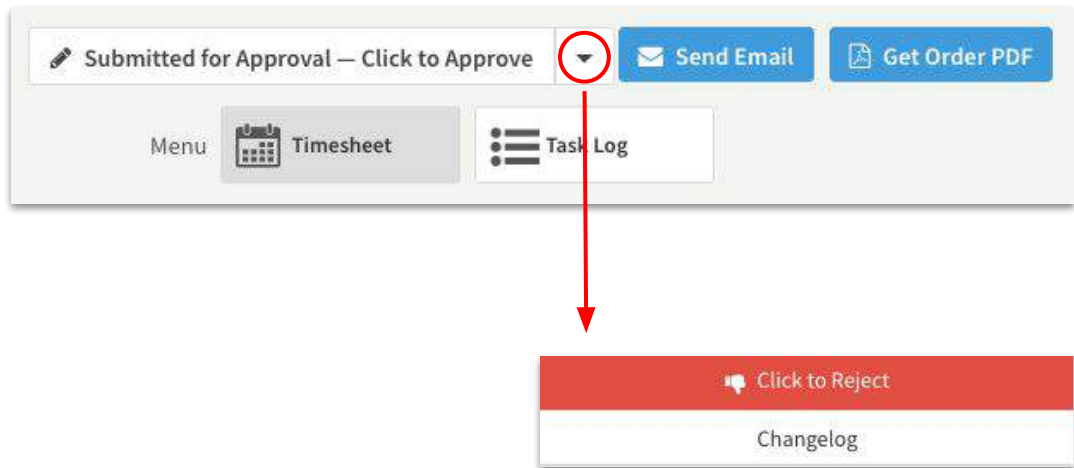 Submitted for Approval — Click to Approve
Send Email
Get Order PDF
Menu
Timesheet
Task Log
Click to Reject
Changelog